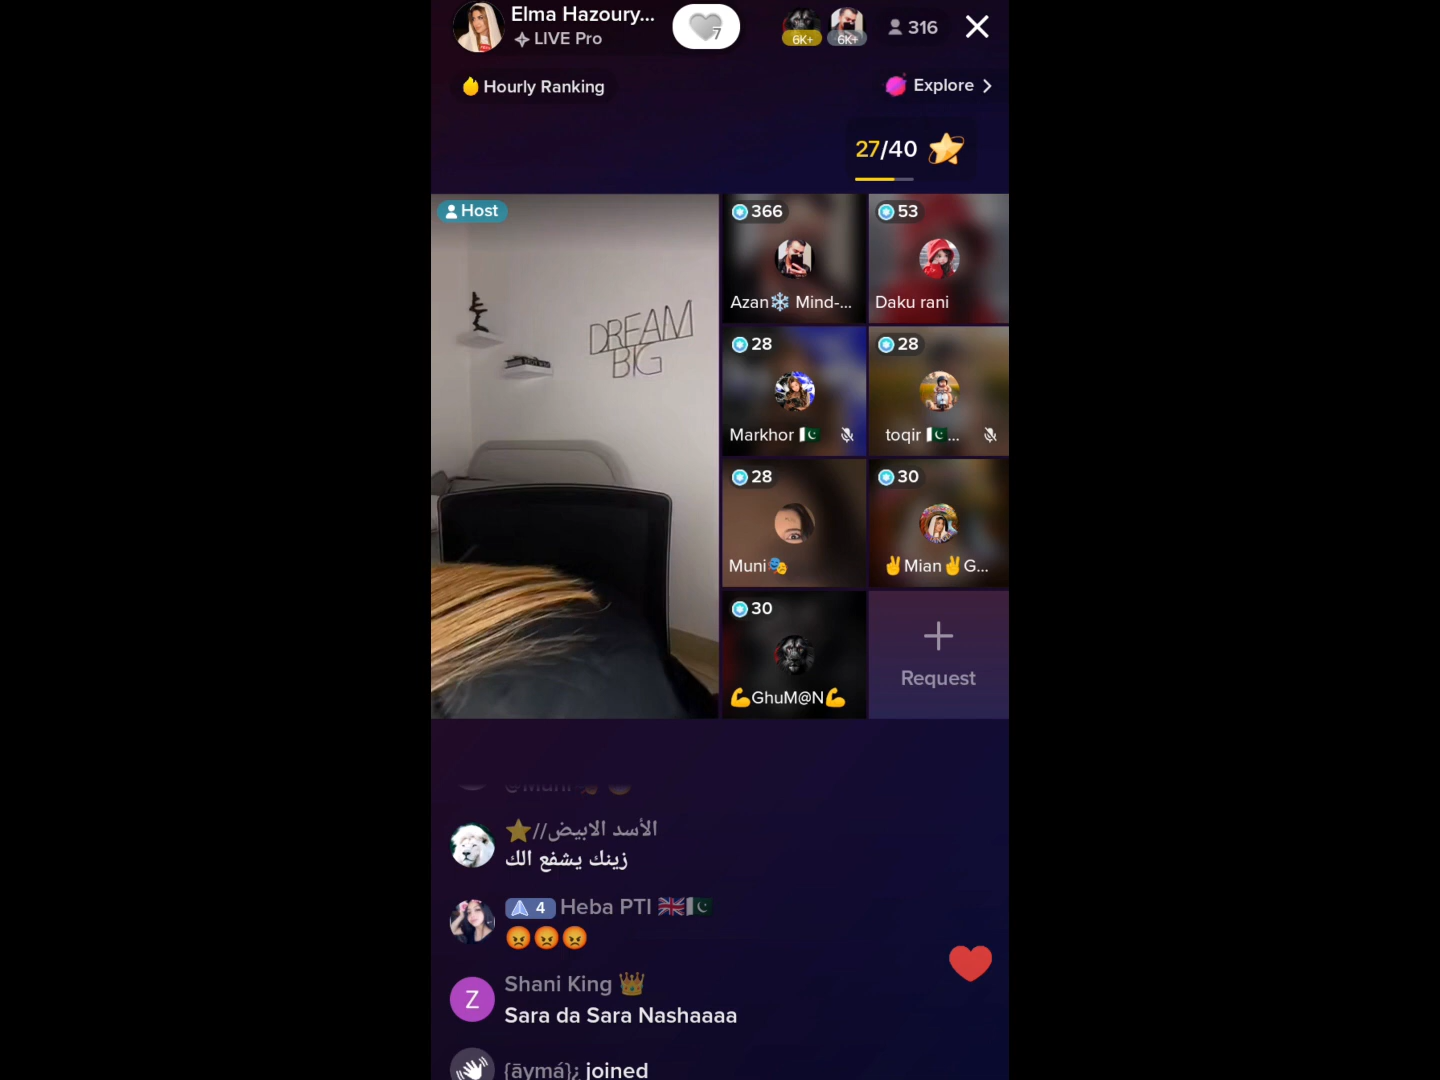 Elma Hazoury...
LIVE Pro
7
6K+
6K+
316
Hourly Ranking
Explore
27/40
Host
DREAM
BIG
366
Azan❄️ Mind-...
53
Daku rani
28
Markhor 🇵🇰
28
toqir 🇵🇰...
28
Muni🎭
30
✌️Mian✌️G...
30
💪GhuM@N💪
Request
⭐//الأسد الابيض
زينك يشفع الك
4 Heba PTI 🇬🇧🇵🇰
😡😡😡
Z
Shani King 👑
Sara da Sara Nashaaaa
{āymá}¿ joined